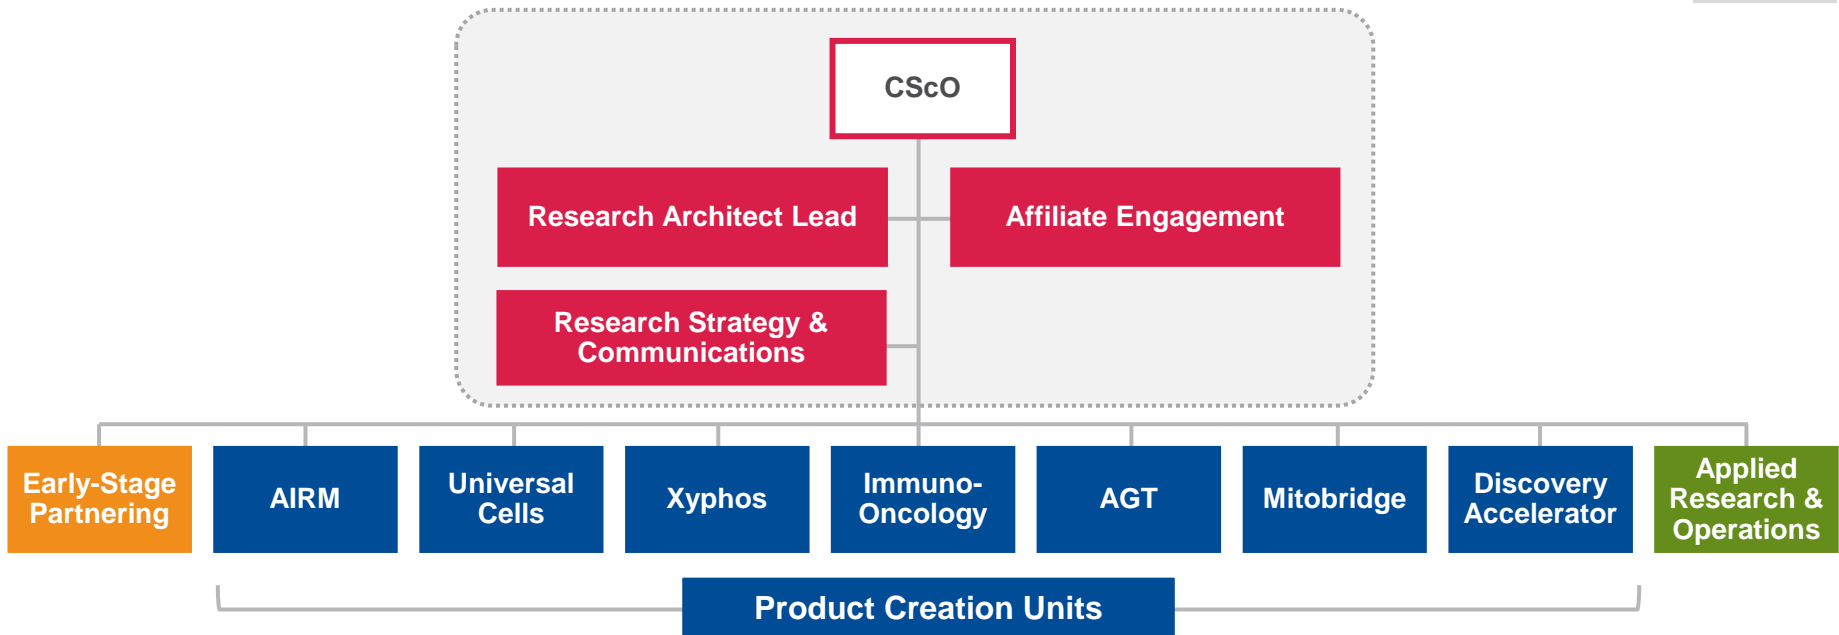 CScO
Research Architect Lead
Affiliate Engagement
Research Strategy &
Communications
Early-Stage
Partnering
AIRM
Universal
Cells
Xyphos
Immuno-
Oncology
AGT
Mitobridge
Discovery
Accelerator
Applied
Research &
Operations
Product Creation Units